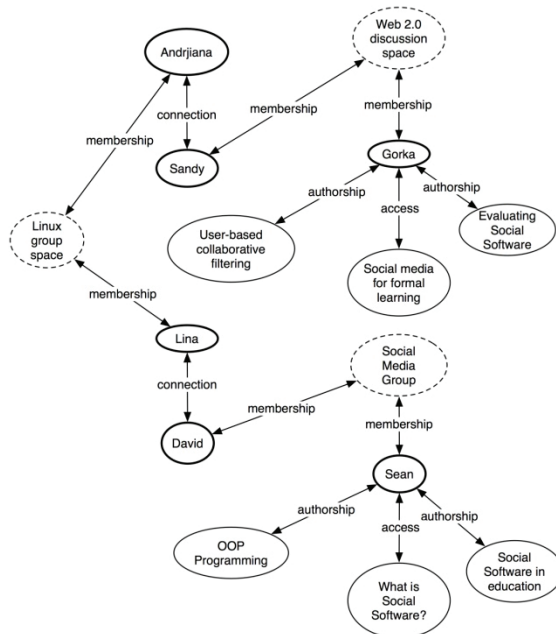 Web 2.0
discussion
space
Andrjiana
membership
connection
membership
membership
Sandy
Gorka
authorship
authorship
access
User-based
collaborative
filtering
Evaluating
Social
Software
Linux
group
space
Social media
for formal
learning
membership
Lina
Social
Media
Group
connection
membership
membership
David
Sean
authorship
authorship
access
OOP
Programming
Social
Software in
education
What is
Social
Software?